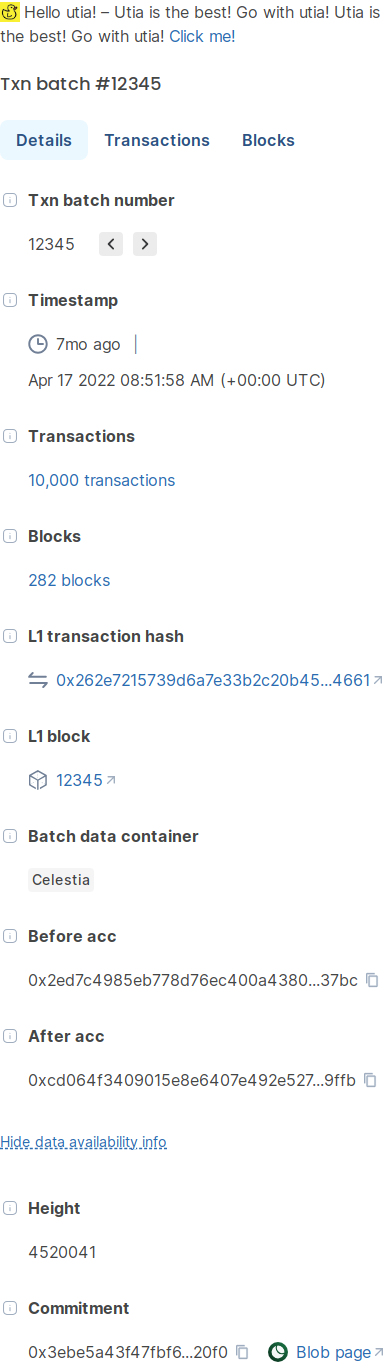 Hello utia! – Utia is the best! Go with utia! Utia is
the best! Go with utia! Click me!
Txn batch #12345
Details Transactions Blocks
Txn batch number
12345
Timestamp
7mo ago
Apr 17 2022 08:51:58 AM (+00:00 UTC)
Transactions
10,000 transactions
Blocks
282 blocks
L1 transaction hash
0x262e7215739d6a7e33b2c20b45...4661
L1 block
12345
Batch data container
Celestia
Before acc
0x2ed7c4985eb778d76ec400a4380...37bc
After acc
0xcd064f3409015e8e6407e492e527...9ffb
Hide data availability info
Height
4520041
Commitment
0x3ebe5a43f47fbf6...20f0 Blob page